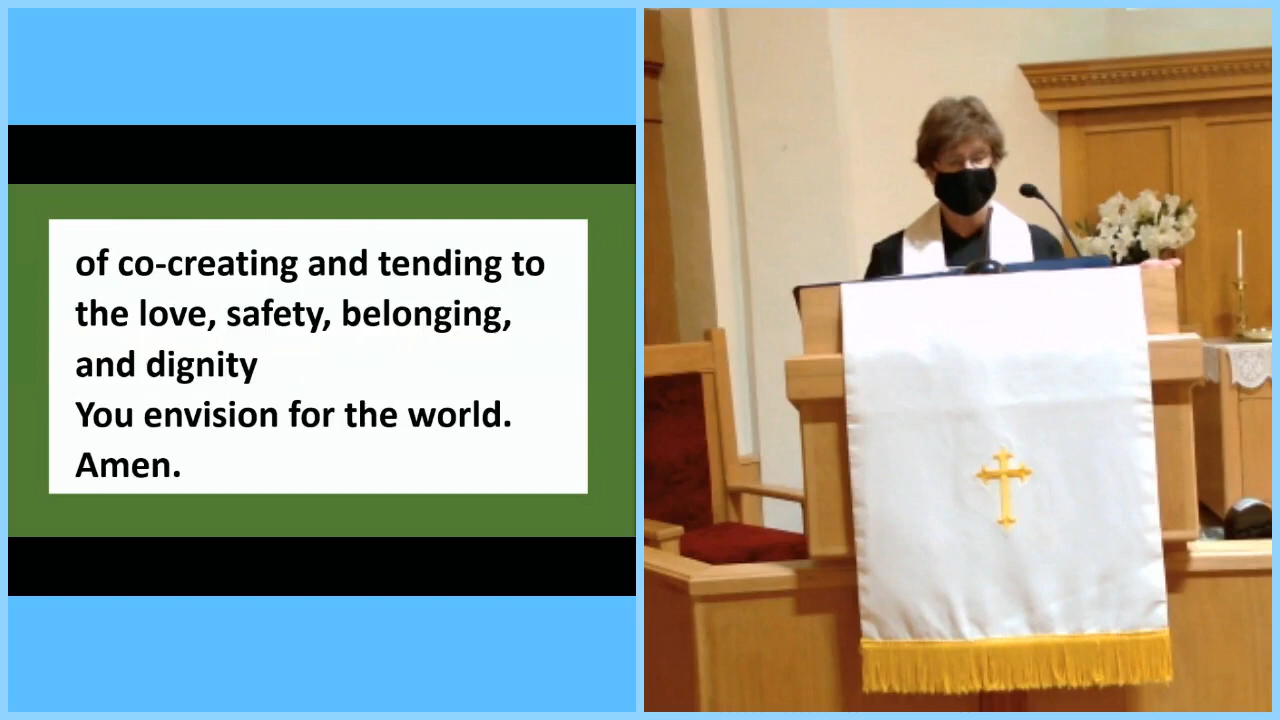 of co-creating and tending to
the love, safety, belonging,
and dignity
You envision for the world.
Amen.